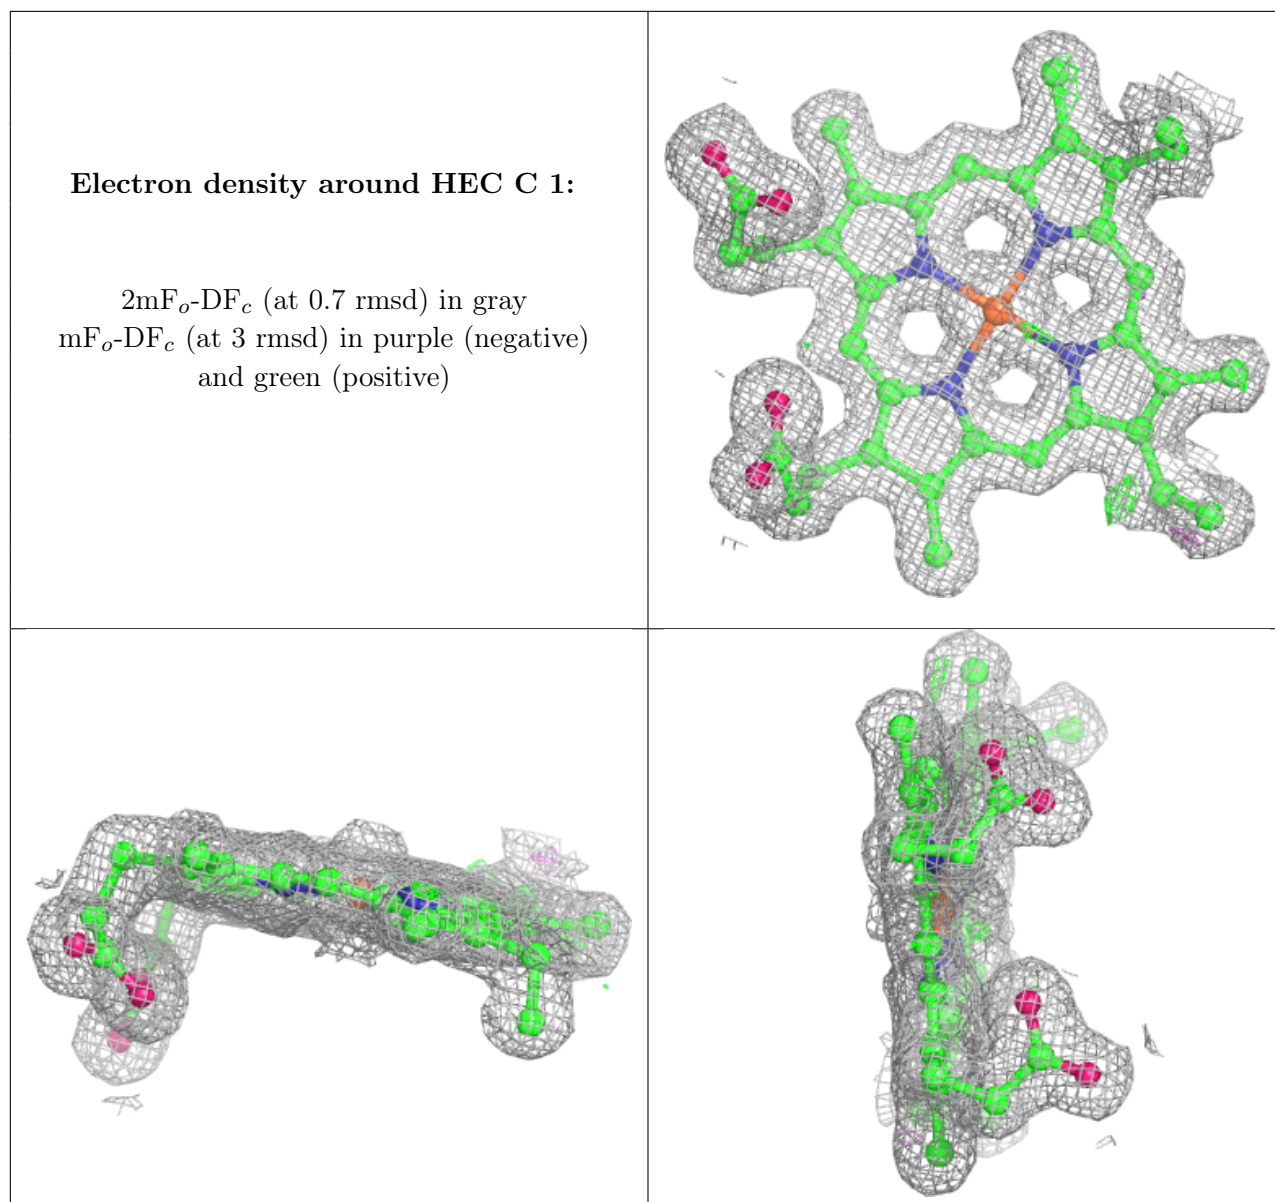 Electron density around HEC C 1:
2mFo-DFc (at 0.7 rmsd) in gray
mFo-DFc (at 3 rmsd) in purple (negative)
and green (positive)